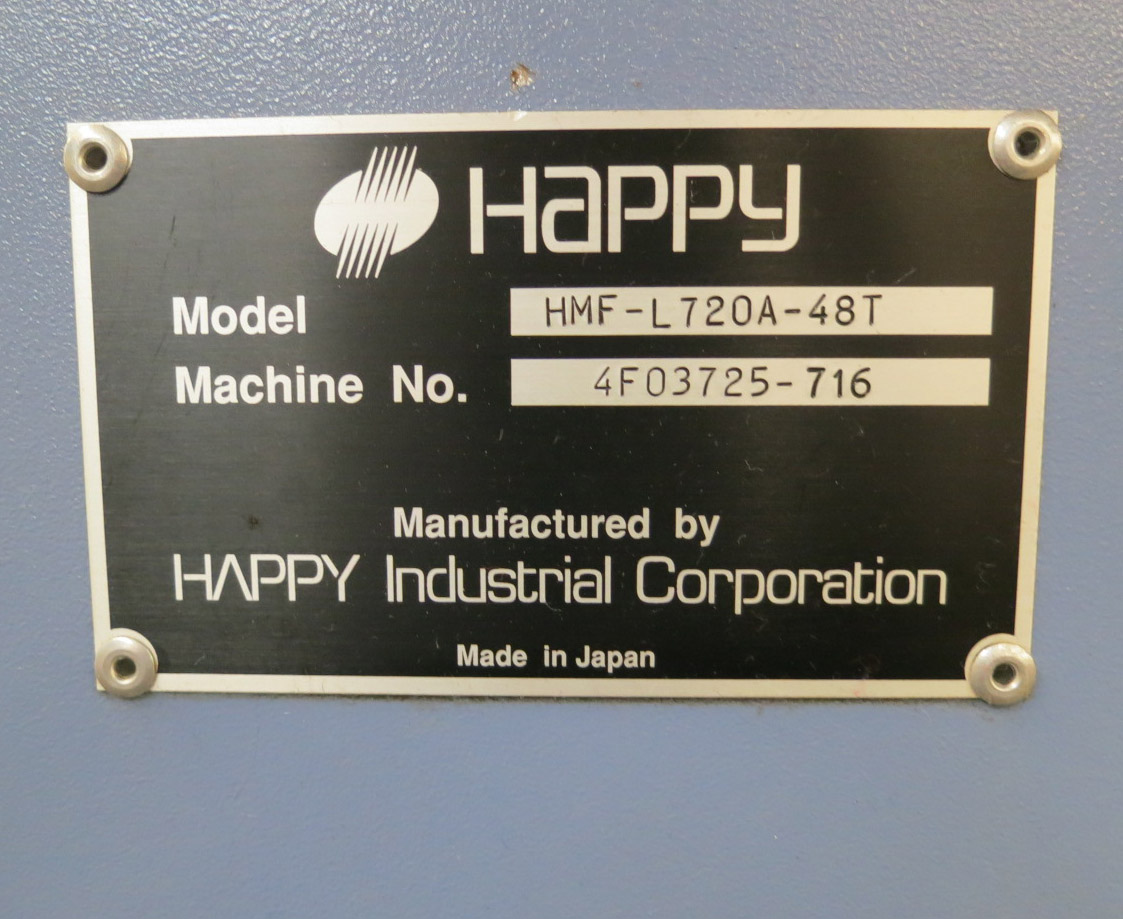 HAPPY
Model HMF-L720A-48T
Machine No. 4F03725-716
Manufactured by
HAPPY Industrial Corporation
Made in Japan